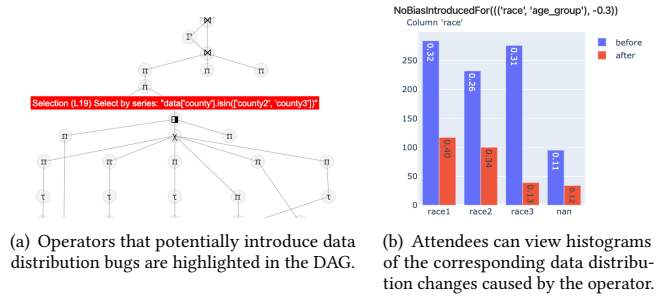 ⋈
Γ
⋈
π
π
π
π
Selection (L19) Select by series: "data['county'].isin(['county2', 'county3'])"
π
χ
π
π
π
π
π
π
τ
τ
τ
π
τ
(a) Operators that potentially introduce data
distribution bugs are highlighted in the DAG.
NoBiasIntroducedFor((('race', 'age_group'), -0.3))
Column 'race'
before
after
250
200
150
100
50
0
0.32
0.40
0.26
0.34
0.31
0.13
0.11
0.12
race1
race2
race3
nan
(b) Attendees can view histograms
of the corresponding data distribu-
tion changes caused by the operator.